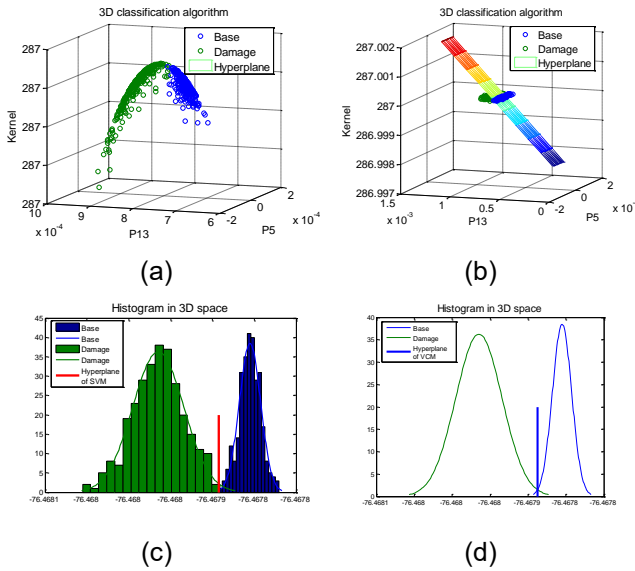 3D classification algorithm
287
287
287
287
287
Kernel
10
9
8
7
6
x 10⁻⁴
P13
-2
0
2
x 10⁻⁴
P5
Base
Damage
Hyperplane
(a)
3D classification algorithm
287.002
287.001
287
286.999
286.998
286.997
Kernel
1.5
1
0.5
0
x 10⁻³
P13
-2
0
2
x 10⁻
P5
Base
Damage
Hyperplane
(b)
Histogram in 3D space
45
40
35
30
25
20
15
10
5
0
Base
Base
Damage
Damage
Hyperplane
of SVM
-76.4681 -76.468 -76.468 -76.468 -76.4679 -76.4678 -76.4678
(c)
Histogram in 3D space
40
35
30
25
20
15
10
5
0
Base
Damage
Hyperplane
of VCM
-76.4681 -76.468 -76.468 -76.468 -76.4679 -76.4678 -76.4678
(d)